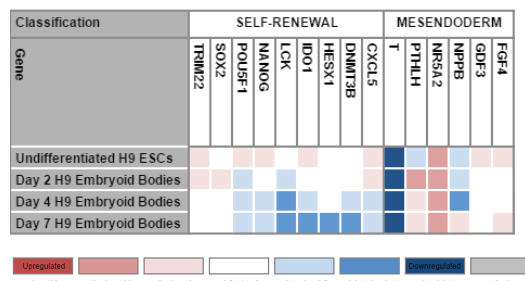 Classification SELF-RENEWAL MESENDODERM
Gene TRIM22 SOX2 POU5F1 NANOG LCK IDO1 HESX1 DNMT3B CXCL5 T PTHLH NR5A2 NPPB GDF3 FGF4
Undifferentiated H9 ESCs
Day 2 H9 Embryoid Bodies
Day 4 H9 Embryoid Bodies
Day 7 H9 Embryoid Bodies
Upregulated Downregulated